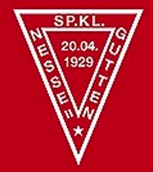 SP.KL.
NESSE
GUTTEN
20.04.
1929